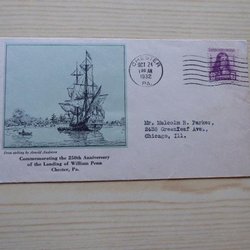 CHESTER
OCT 24
1932
PA.
From etching by Arnold Anderson
Commemorating the 250th Anniversary
of the Landing of William Penn
Chester, Pa.
Mr. Malcolm B. Parker,
2438 Greenleaf Ave.,
Chicago, Ill.